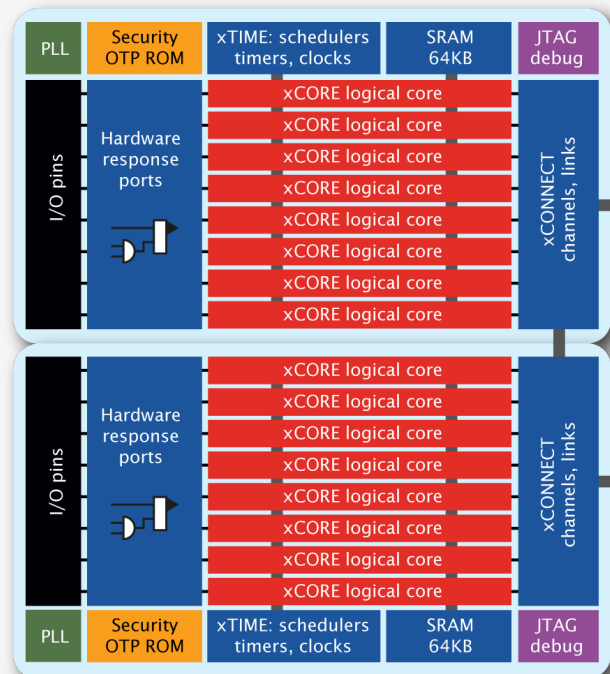 PLL
Security
OTP ROM
xTIME: schedulers
timers, clocks
SRAM
64KB
JTAG
debug
I/O pins
Hardware
response
ports
xCORE logical core
xCORE logical core
xCORE logical core
xCORE logical core
xCORE logical core
xCORE logical core
xCORE logical core
xCORE logical core
xCONNECT
channels, links
I/O pins
Hardware
response
ports
xCORE logical core
xCORE logical core
xCORE logical core
xCORE logical core
xCORE logical core
xCORE logical core
xCORE logical core
xCORE logical core
xCONNECT
channels, links
PLL
Security
OTP ROM
xTIME: schedulers
timers, clocks
SRAM
64KB
JTAG
debug